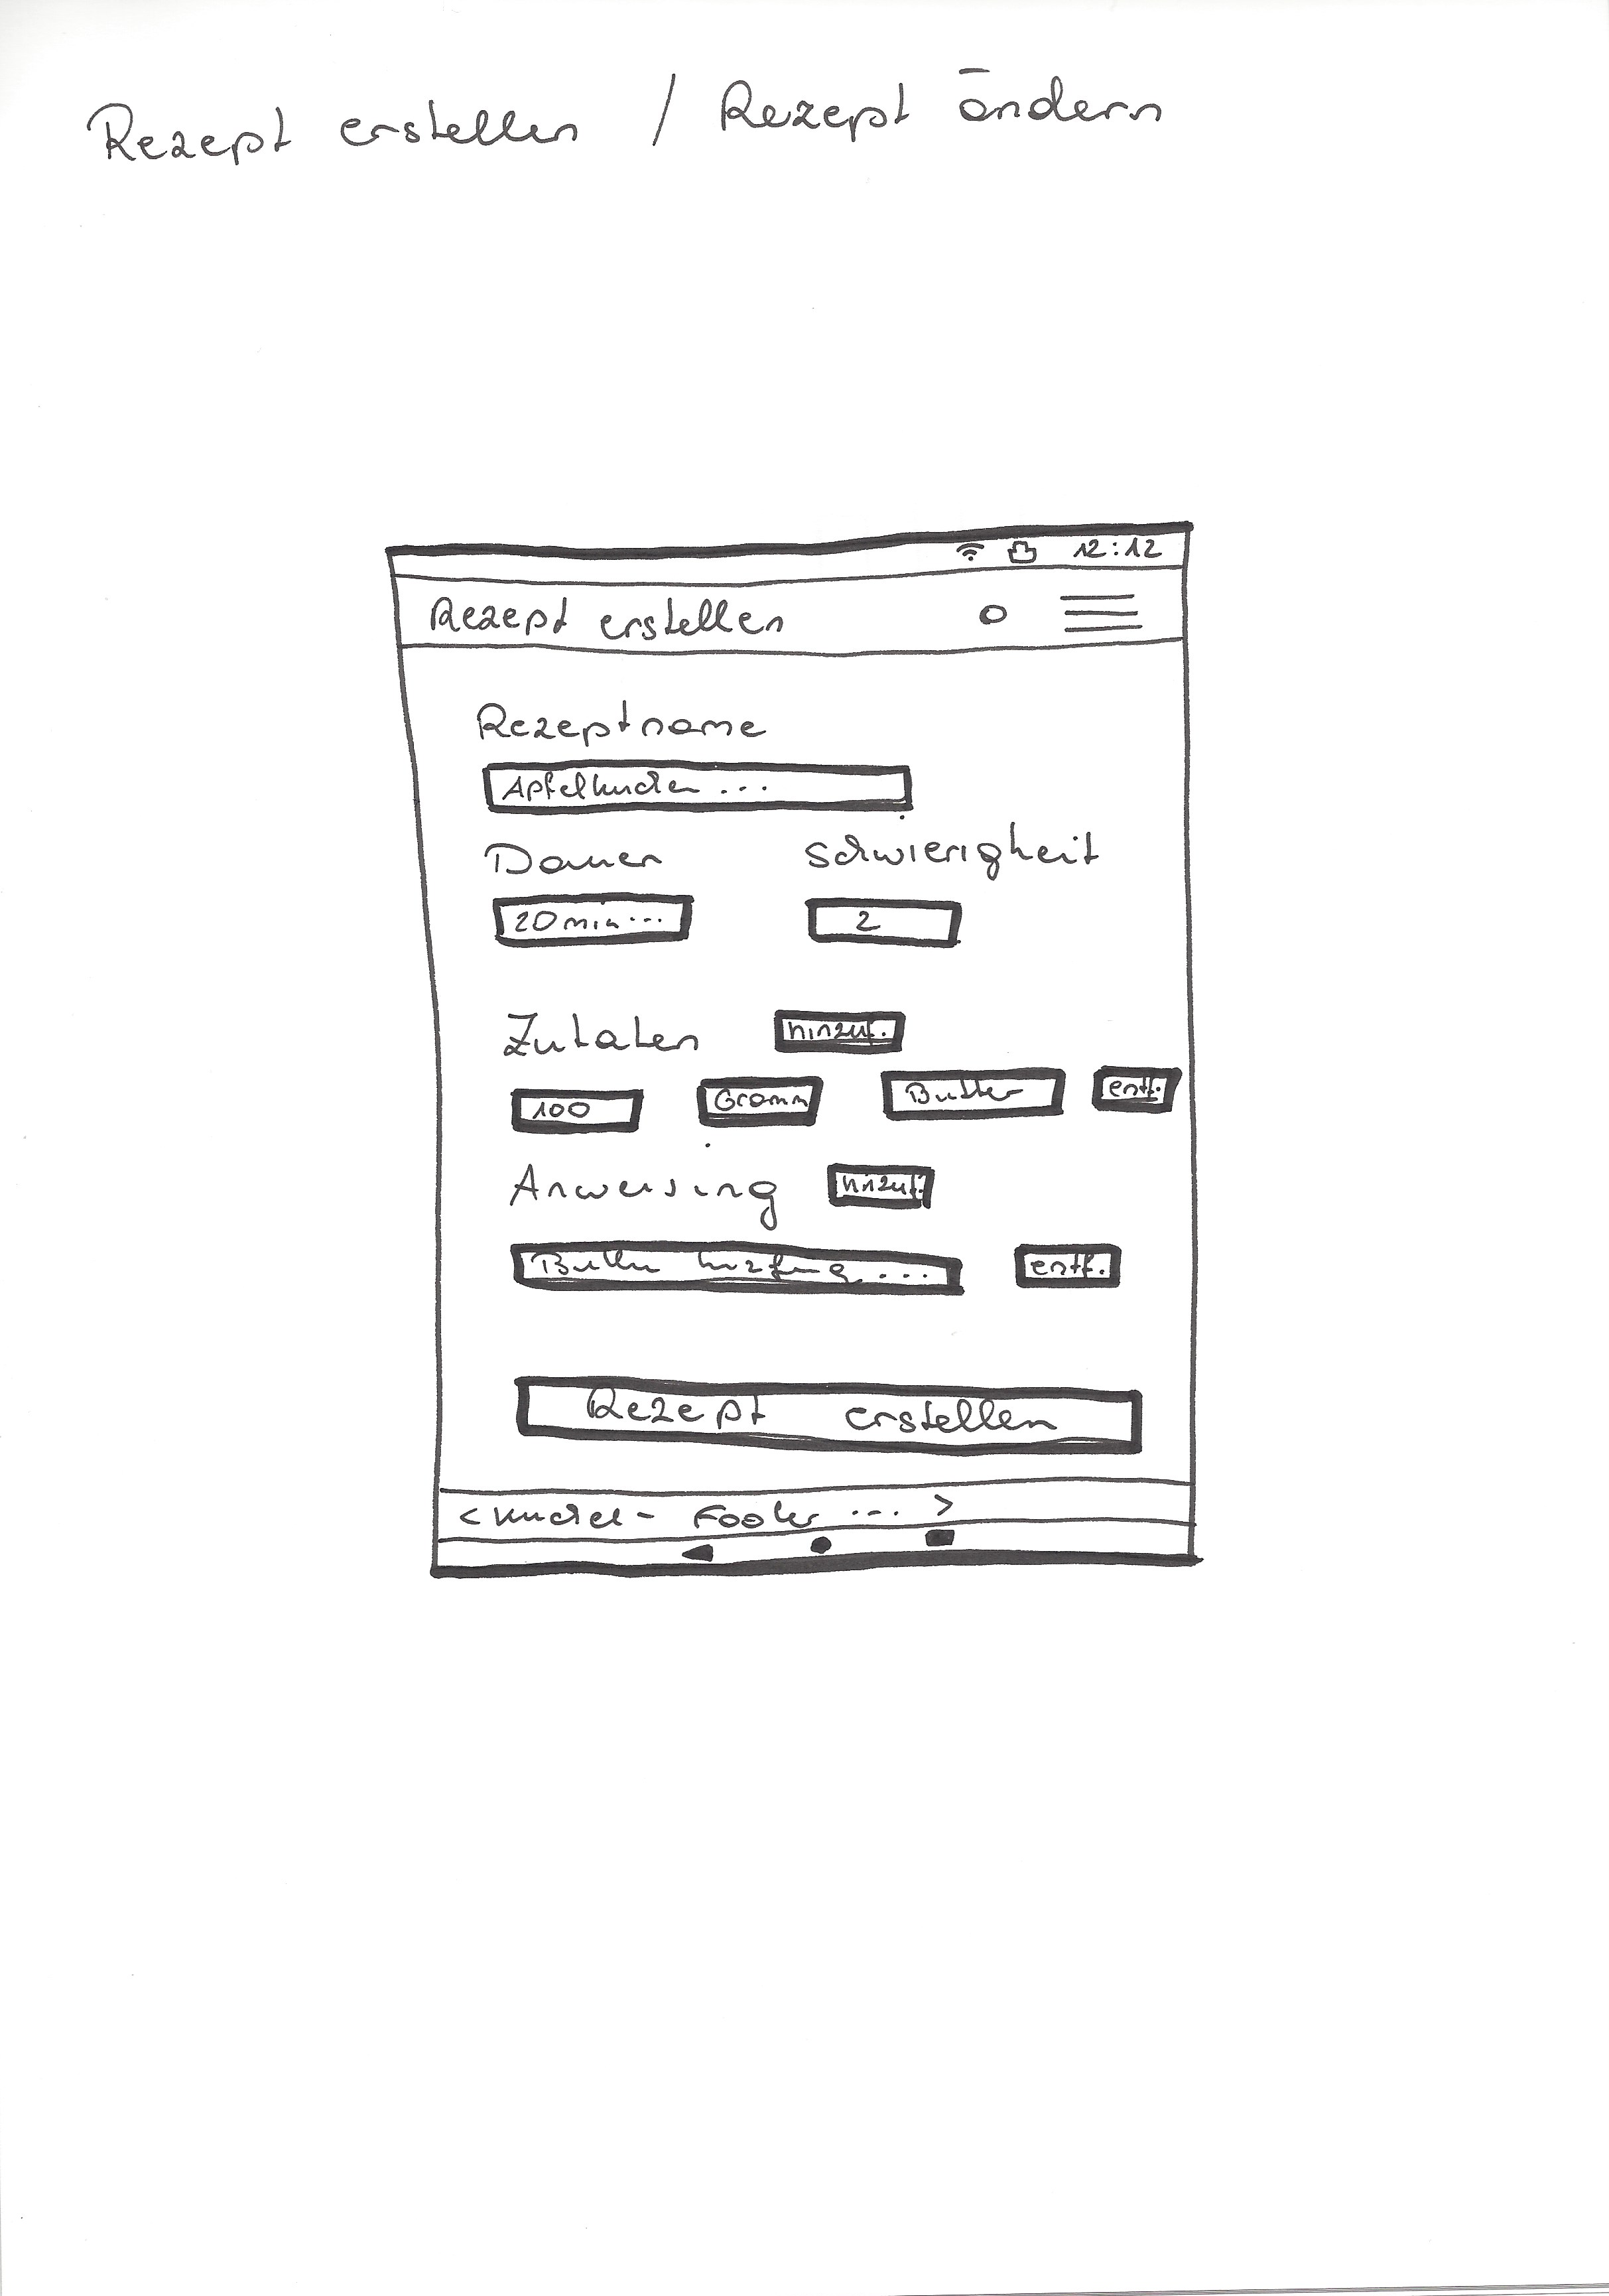 Rezept erstellen / Rezept ändern
12:12
Rezept erstellen
Rezeptname
Apfelkuchen ...
Dauer Schwierigkeit
20min... 2
Zutaten hinzuf.
100 Gramm Butter entf.
Anweisung hinzuf.
Butter ...
entf.
Rezept erstellen
< Kuchel - Footer ... >